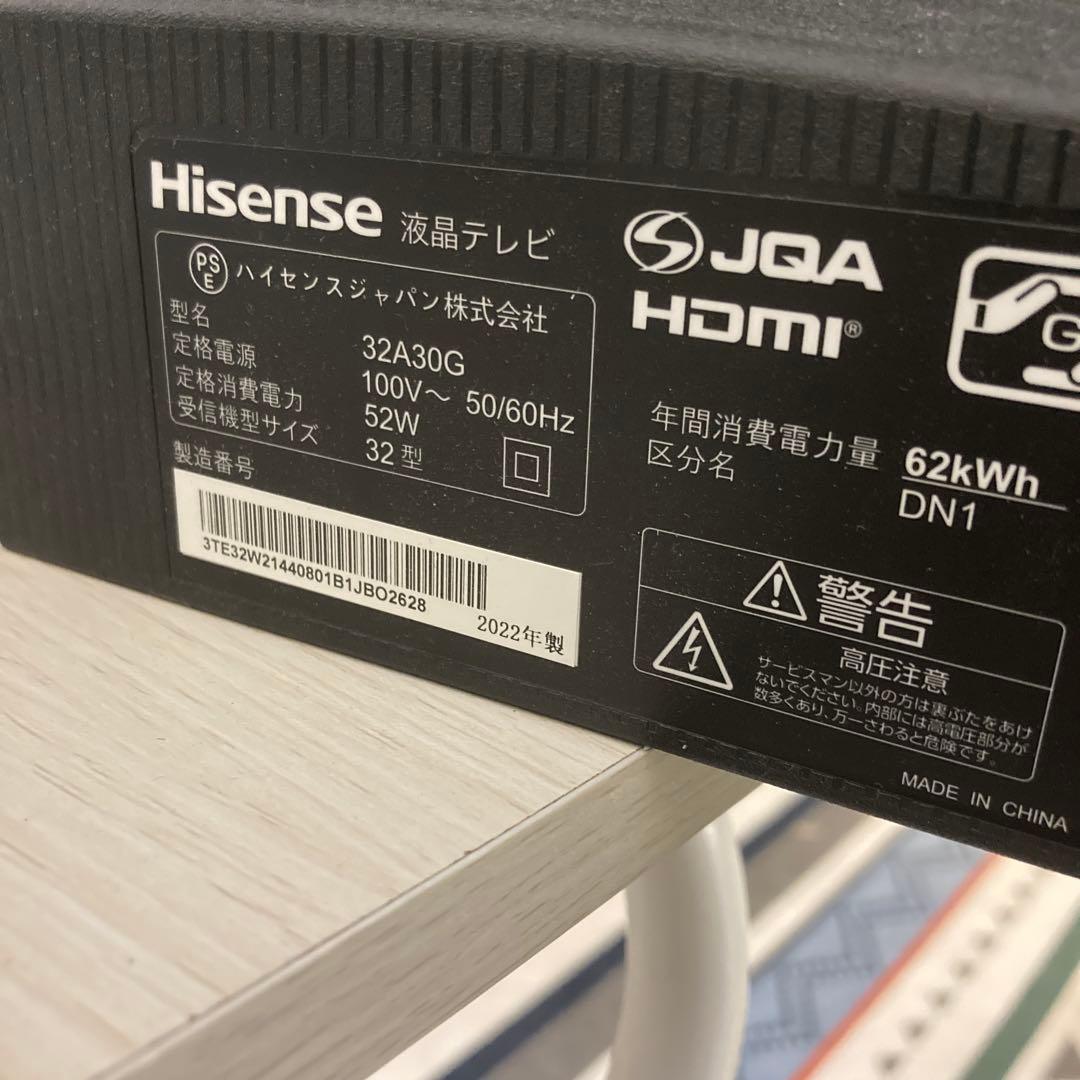 Hisense 液晶テレビ
PSE ハイセンスジャパン株式会社
型名 32A30G
定格電源 100V～ 50/60Hz
定格消費電力 52W
受信機型サイズ 32型
製造番号
3TE32W21440801B1JBO2628
2022年製
JQA
HDMI®
G
年間消費電力量 62kWh
区分名 DN1
警告
高圧注意
サービスマン以外の方は裏ぶたをあけ
ないでください。内部には高電圧部分が
数多くあり、万一さわると危険です。
MADE IN CHINA